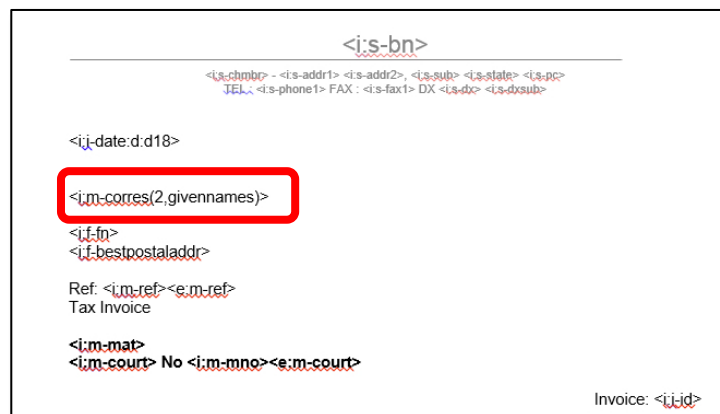 <i:s-bn>
<i:s-chmbr> - <i:s-addr1> <i:s-addr2>, <i:s-sub> <i:s-state> <i:s-pc>
TEL : <i:s-phone1> FAX : <i:s-fax1> DX <i:s-dx> <i:s-dxsub>
<i:i-date:d:d18>
<i:m-corres(2,givennames)>
<i:f-fn>
<i:f-bestpostaladdr>
Ref: <i:m-ref><e:m-ref>
Tax Invoice
<i:m-mat>
<i:m-court> No <i:m-mno><e:m-court>
Invoice: <i:i-id>